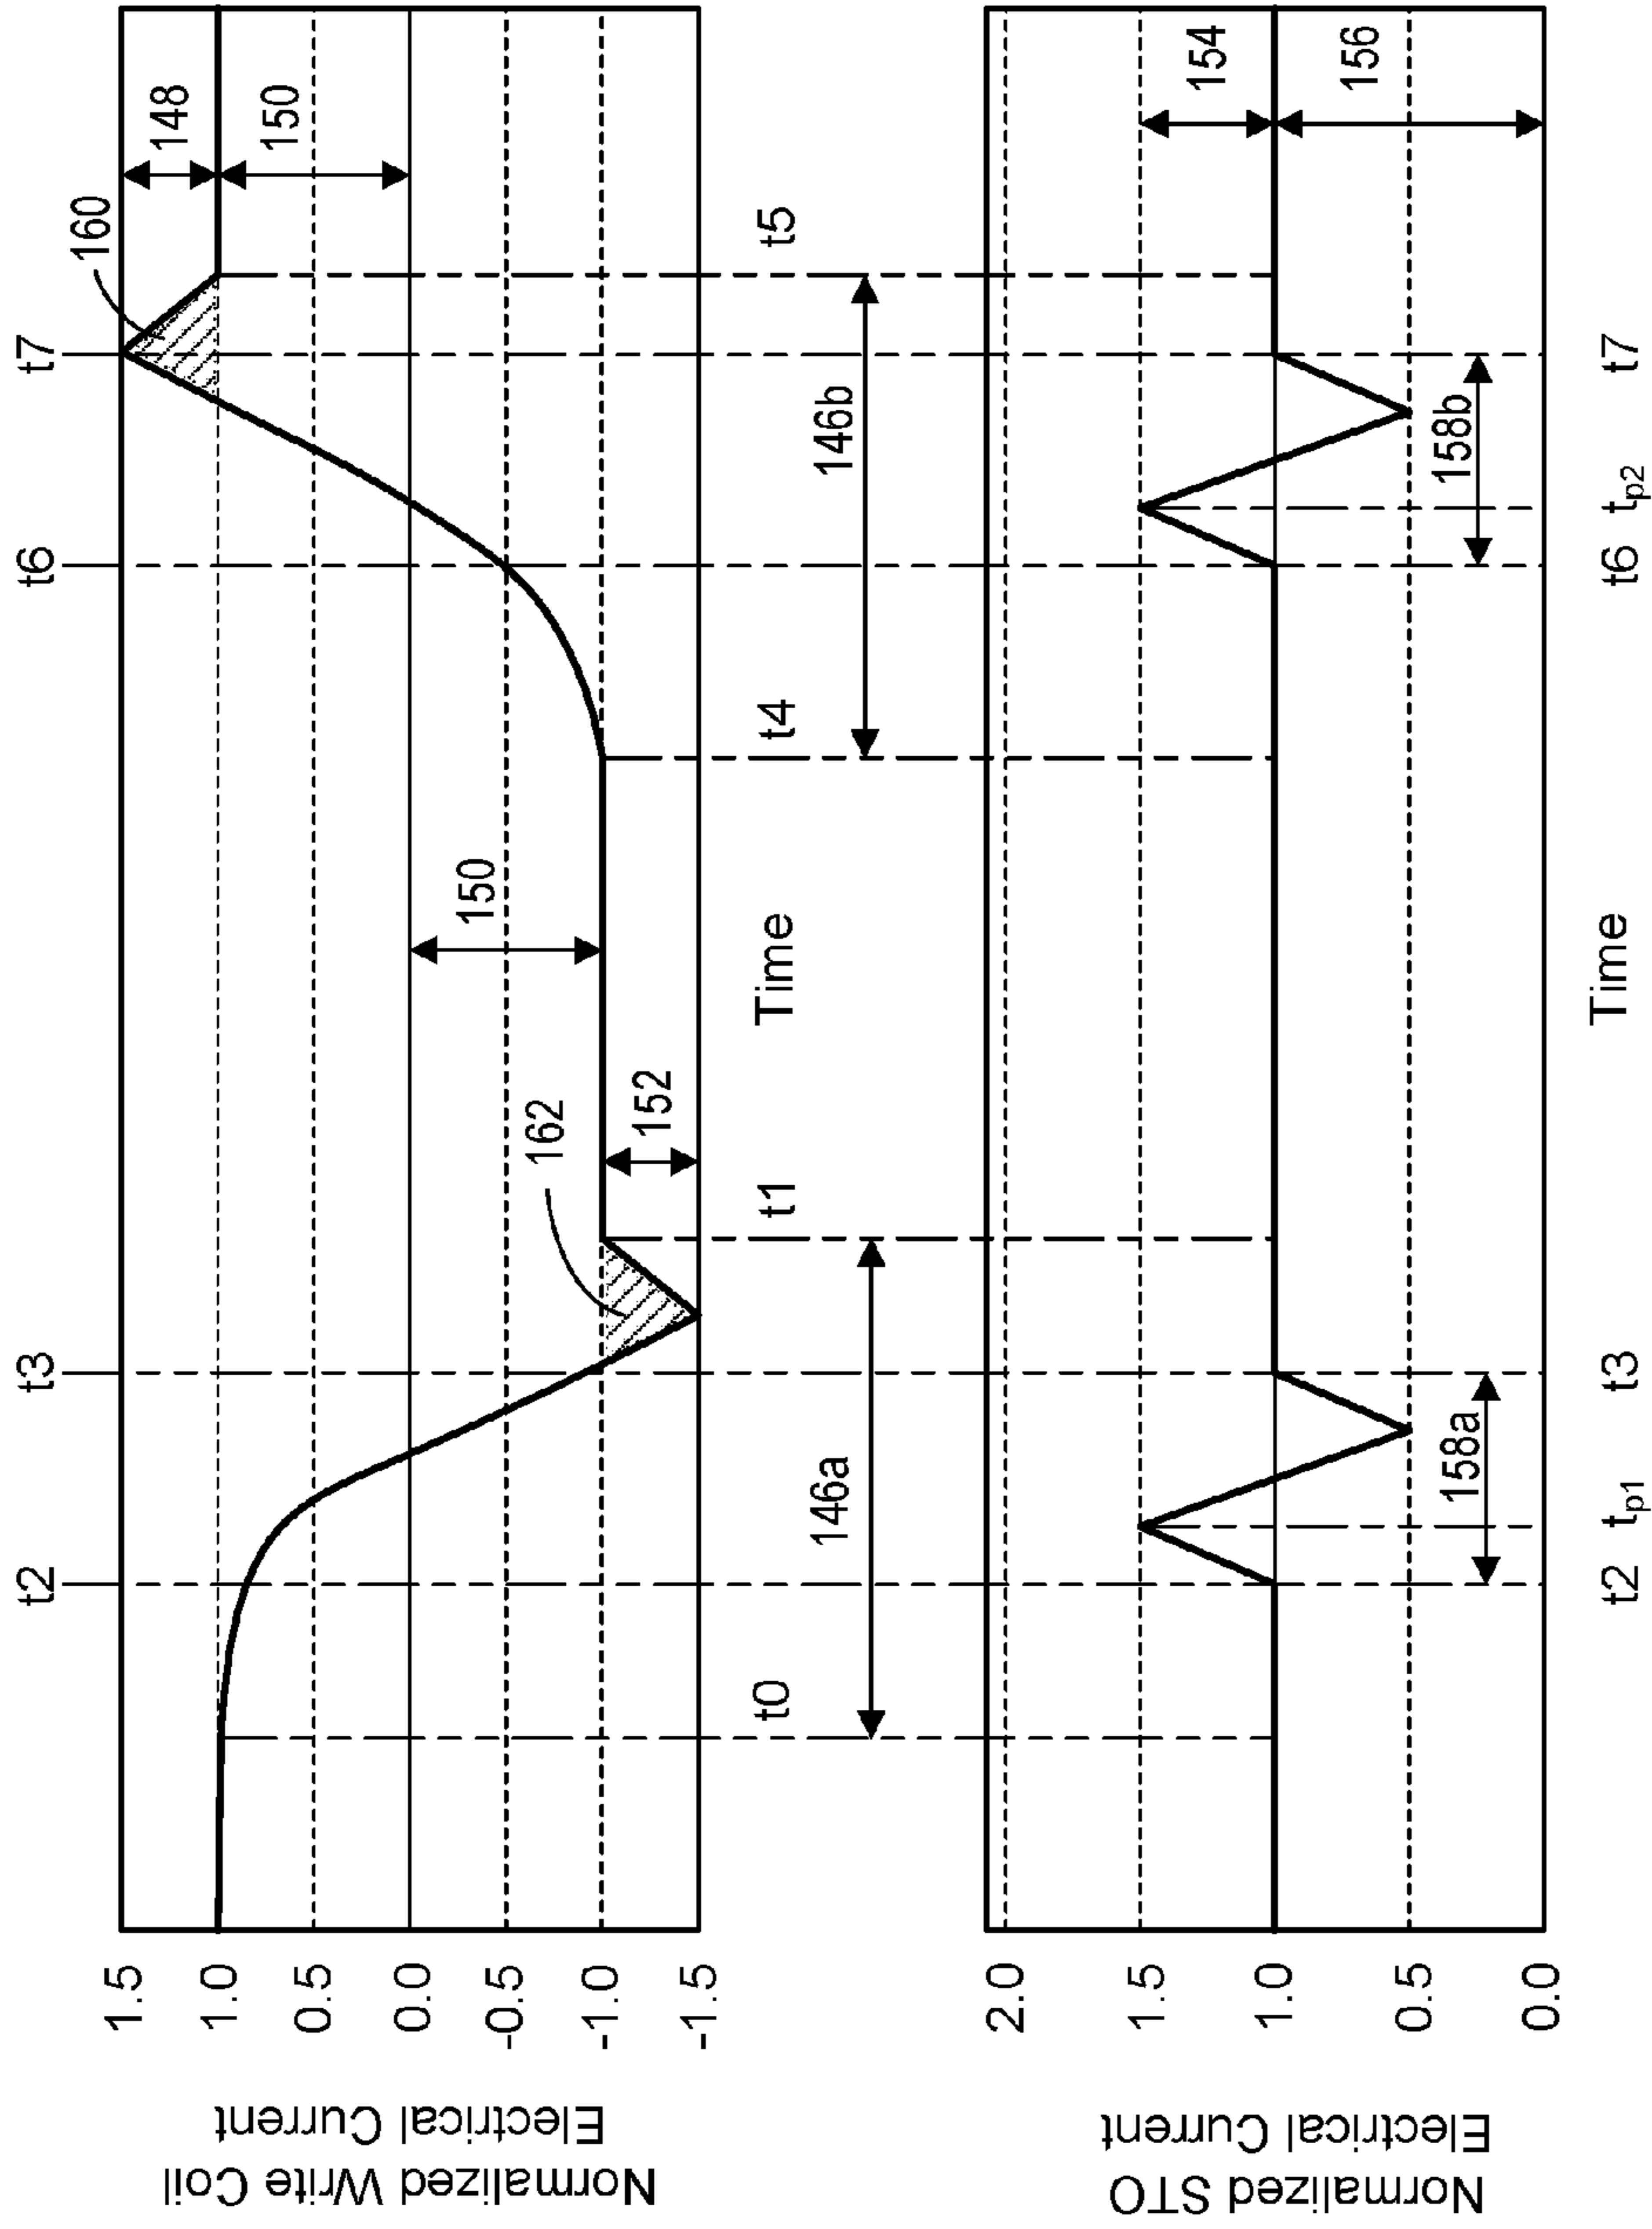 t2
t3
t6
t7
Normalized Write Coil
Electrical Current
1.5
1.0
0.5
0.0
-0.5
-1.0
-1.5
160
148
150
150
162
152
t0
t1
Time
t4
t5
146a
146b
Normalized STO
Electrical Current
2.0
1.5
1.0
0.5
0.0
154
156
158a
158b
t2
tp1
t3
t6
tp2
t7
Time